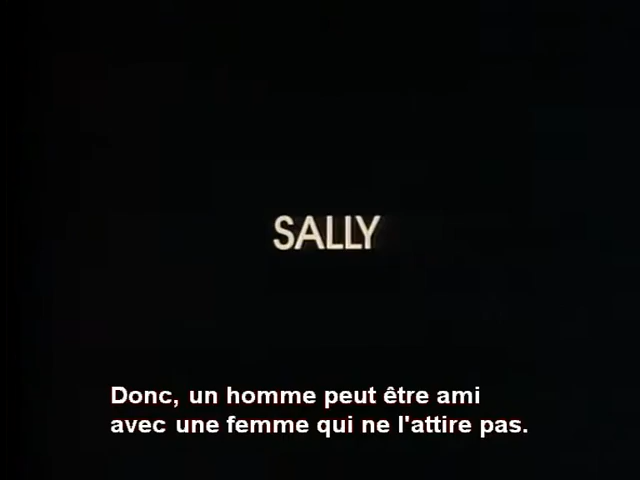 SALLY
Donc, un homme peut être ami
avec une femme qui ne l'attire pas.